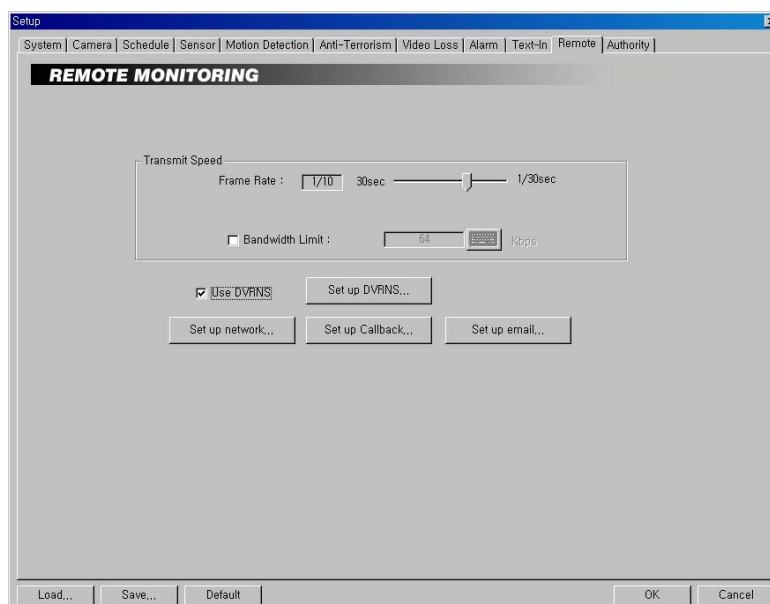 Setup
System Camera Schedule Sensor Motion Detection Anti-Terrorism Video Loss Alarm Text-In Remote Authority
REMOTE MONITORING
Transmit Speed
Frame Rate : 1/10 30sec 1/30sec
Bandwidth Limit : 64 Kbps
Use DVRNS Set up DVRNS...
Set up network... Set up Callback... Set up email...
Load... Save... Default OK Cancel